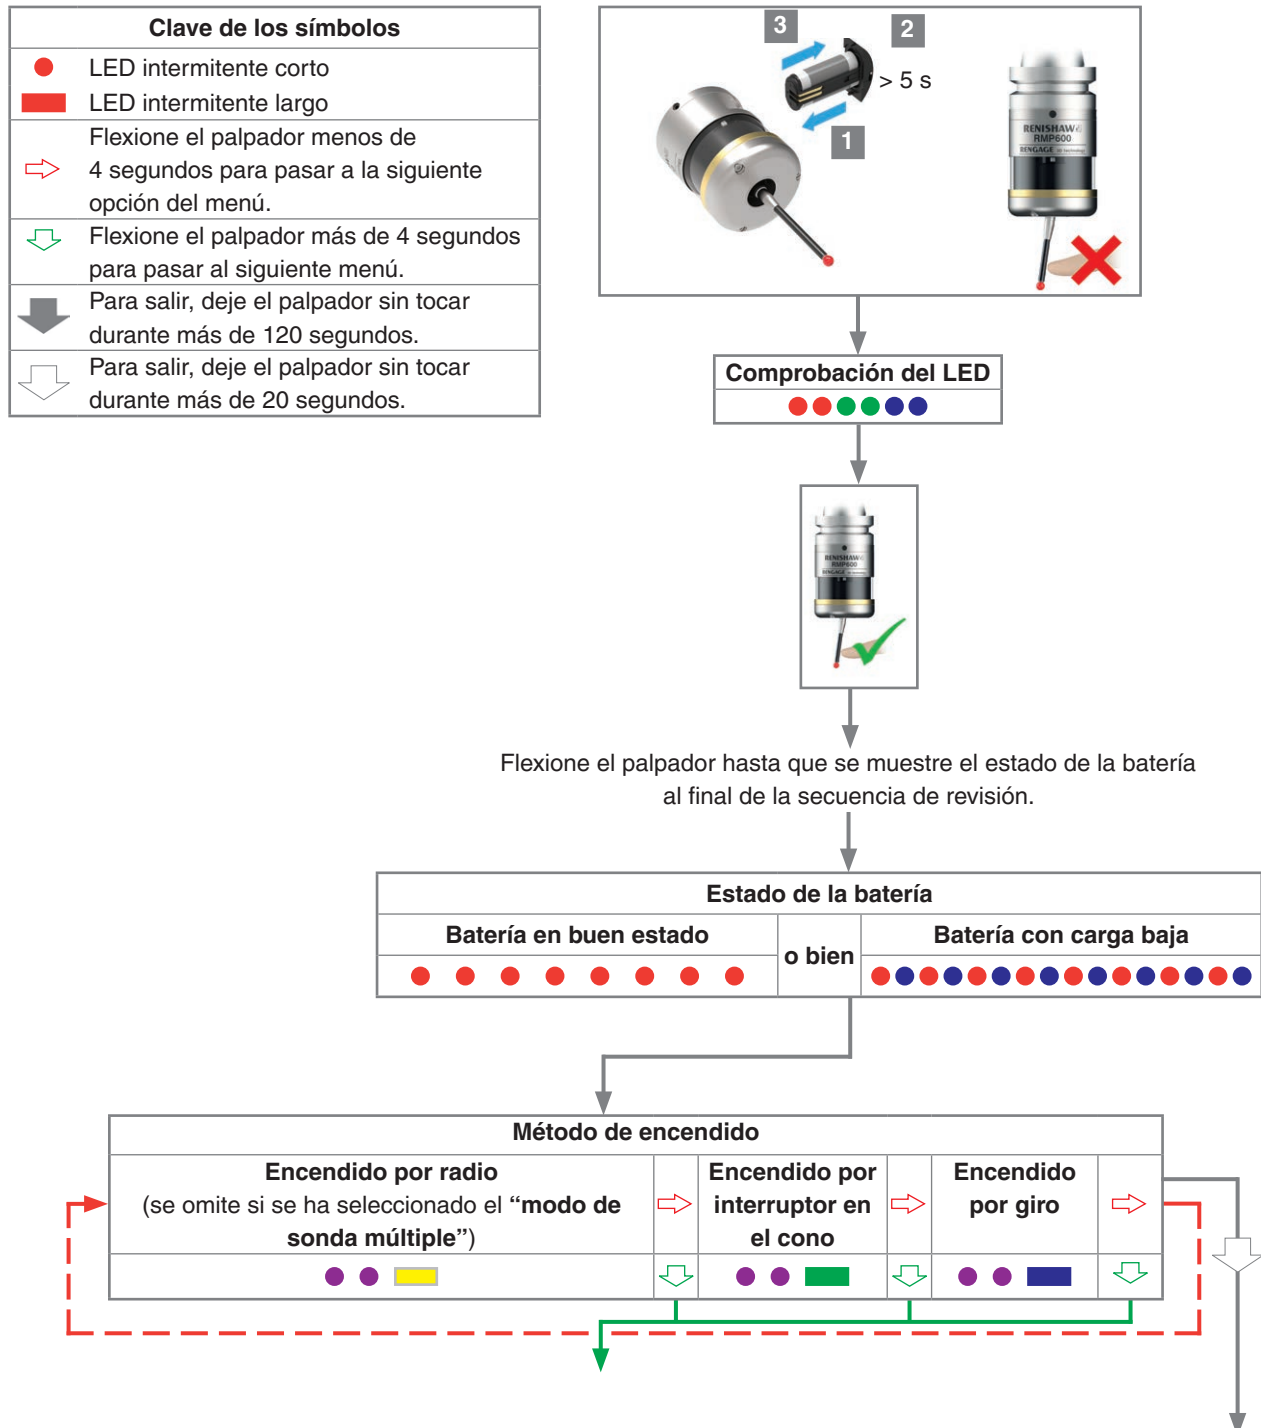 Clave de los símbolos
LED intermitente corto
LED intermitente largo
Flexione el palpador menos de
4 segundos para pasar a la siguiente
opción del menú.
Flexione el palpador más de 4 segundos
para pasar al siguiente menú.
Para salir, deje el palpador sin tocar
durante más de 120 segundos.
Para salir, deje el palpador sin tocar
durante más de 20 segundos.
3
2
> 5 s
1
RENISHAW
RMP600
RENGAGE
Comprobación del LED
RENISHAW
RMP600
RENGAGE
Flexione el palpador hasta que se muestre el estado de la batería
al final de la secuencia de revisión.
Estado de la batería
Batería en buen estado
o bien
Batería con carga baja
Método de encendido
Encendido por radio
(se omite si se ha seleccionado el “modo de
sonda múltiple”)
Encendido por
interruptor en
el cono
Encendido
por giro